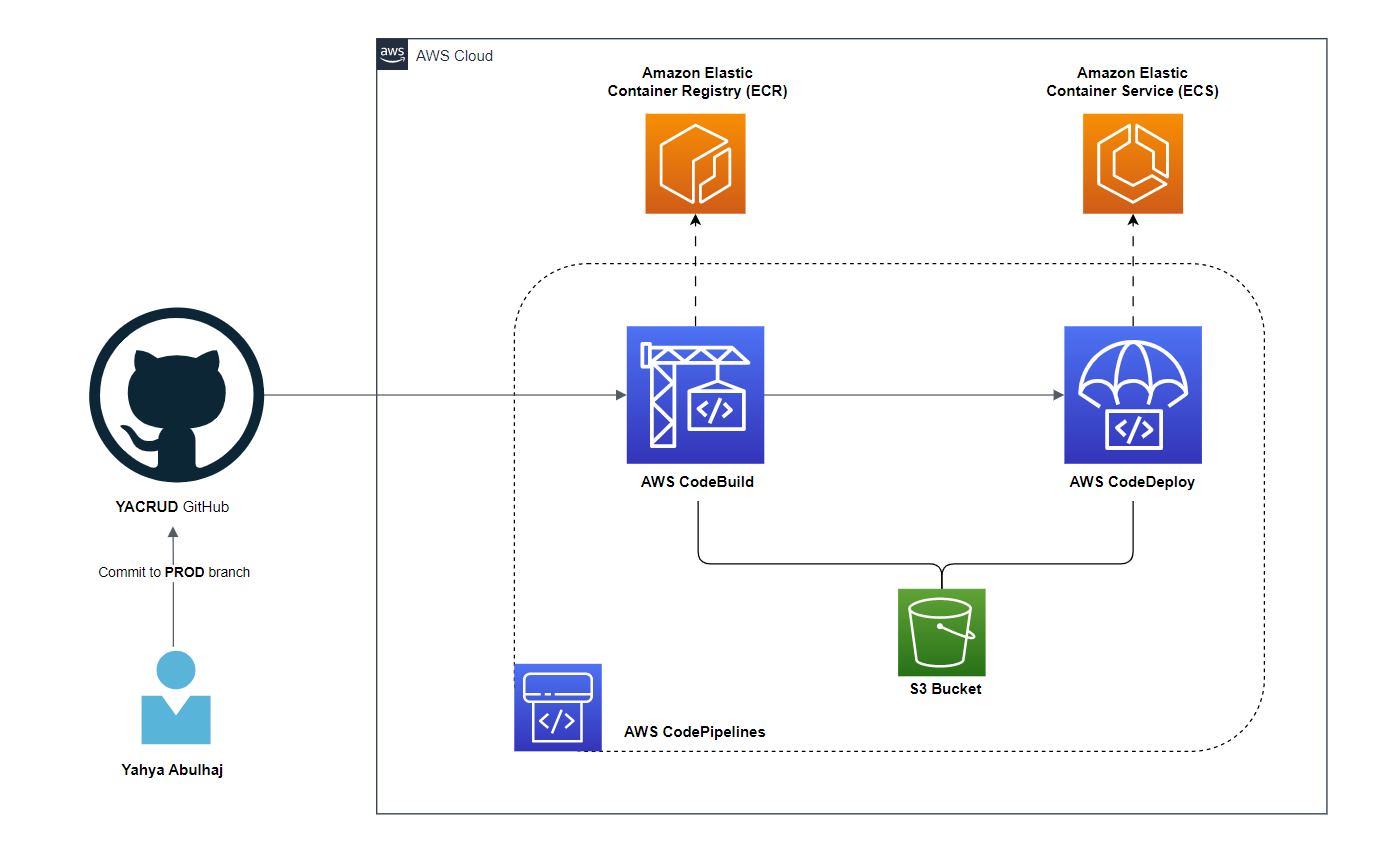 aws
AWS Cloud
Amazon Elastic
Container Registry (ECR)
Amazon Elastic
Container Service (ECS)
</>
</>
AWS CodeBuild
AWS CodeDeploy
YACRUD GitHub
Commit to PROD branch
S3 Bucket
</>
AWS CodePipelines
Yahya Abulhaj